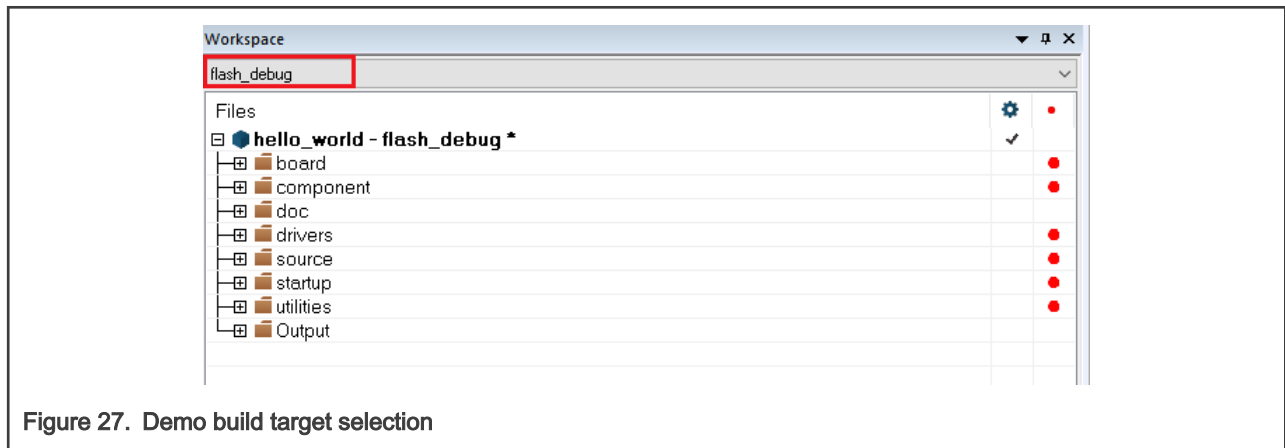 Workspace
flash_debug
Files
hello_world - flash_debug *
board
component
doc
drivers
source
startup
utilities
Output
Figure 27. Demo build target selection